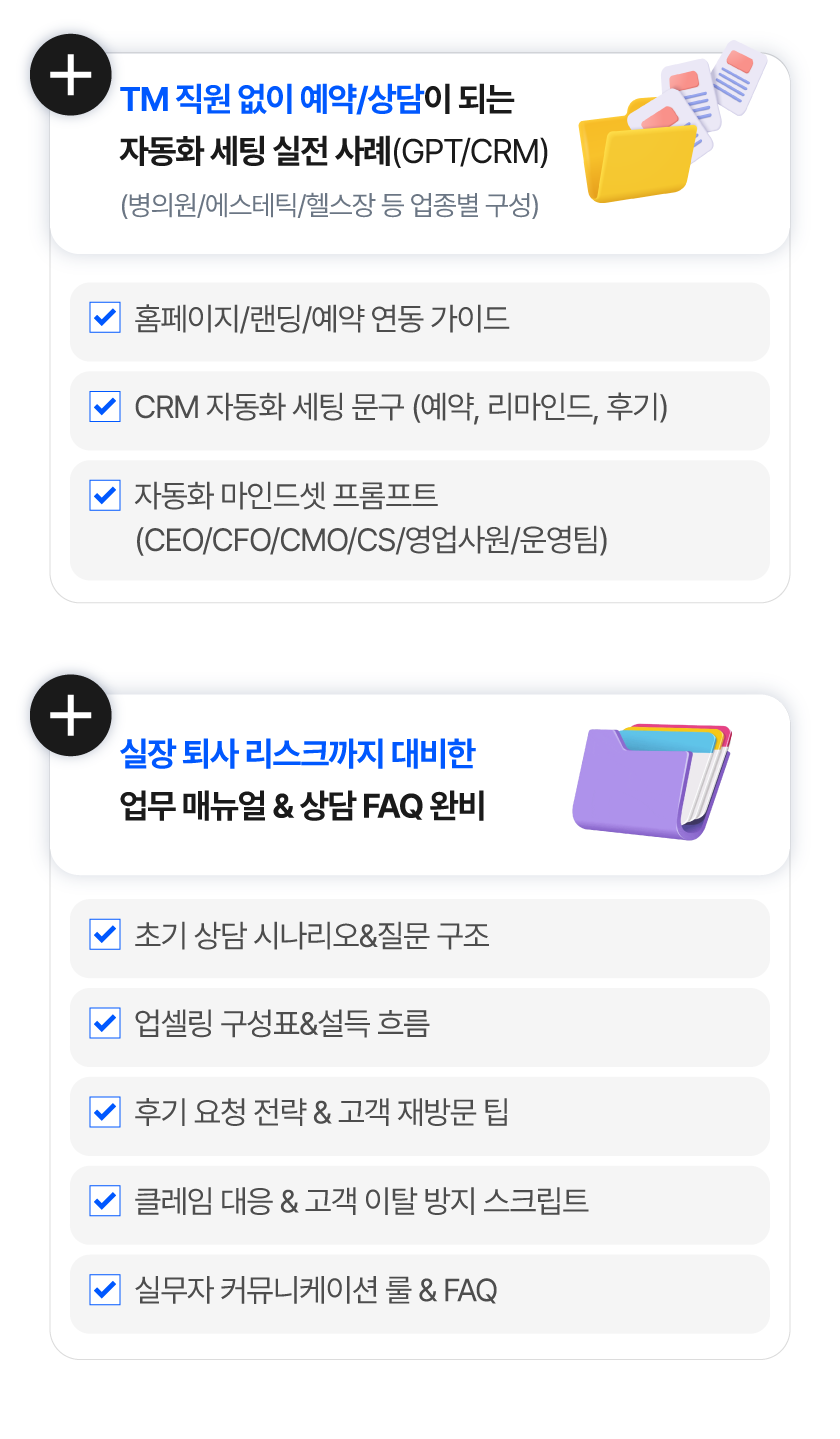 TM 직원 없이 예약/상담이 되는
자동화 세팅 실전 사례(GPT/CRM)
(병의원/에스테틱/헬스장 등 업종별 구성)
홈페이지/랜딩/예약 연동 가이드
CRM 자동화 세팅 문구 (예약, 리마인드, 후기)
자동화 마인드셋 프롬프트
(CEO/CFO/CMO/CS/영업사원/운영팀)
실장 퇴사 리스크까지 대비한
업무 매뉴얼 & 상담 FAQ 완비
초기 상담 시나리오&질문 구조
업셀링 구성표&설득 흐름
후기 요청 전략 & 고객 재방문 팁
클레임 대응 & 고객 이탈 방지 스크립트
실무자 커뮤니케이션 룰 & FAQ